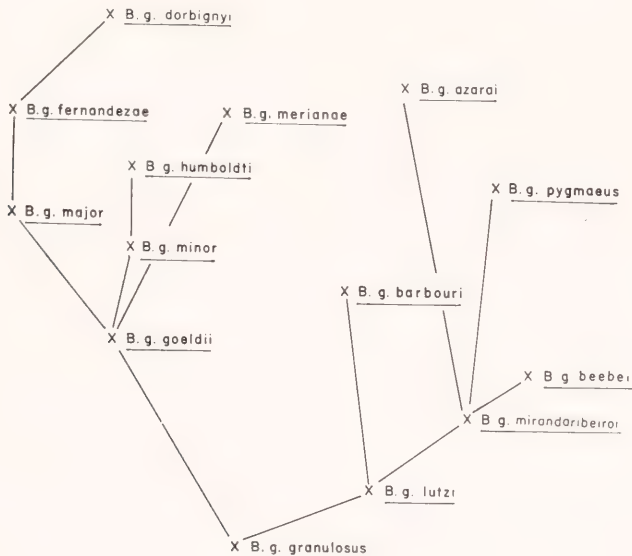 X B. g. dorbignyi
X B. g. azarai
X B. g. fernandezae
X B. g. merianae
X B g. humboldti
X B. g. pygmaeus
X B. g. major
X B. g. minor
X B. g. barbouri
X B. g. goeldii
X B g beebei
X B. g. mirandaribeiroi
X B. g. lutzi
X B. g. granulosus